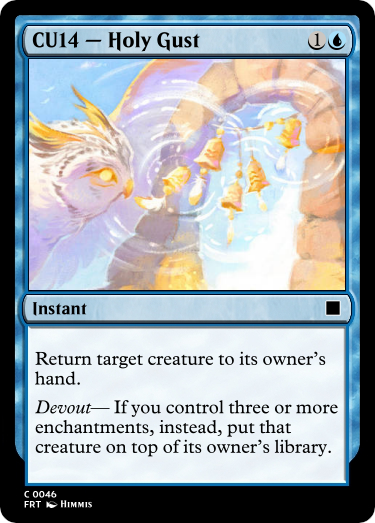 CU14 — Holy Gust 1
Instant
Return target creature to its owner's
hand.
Devout— If you control three or more
enchantments, instead, put that
creature on top of its owner's library.
C 0046
FRT Himmis